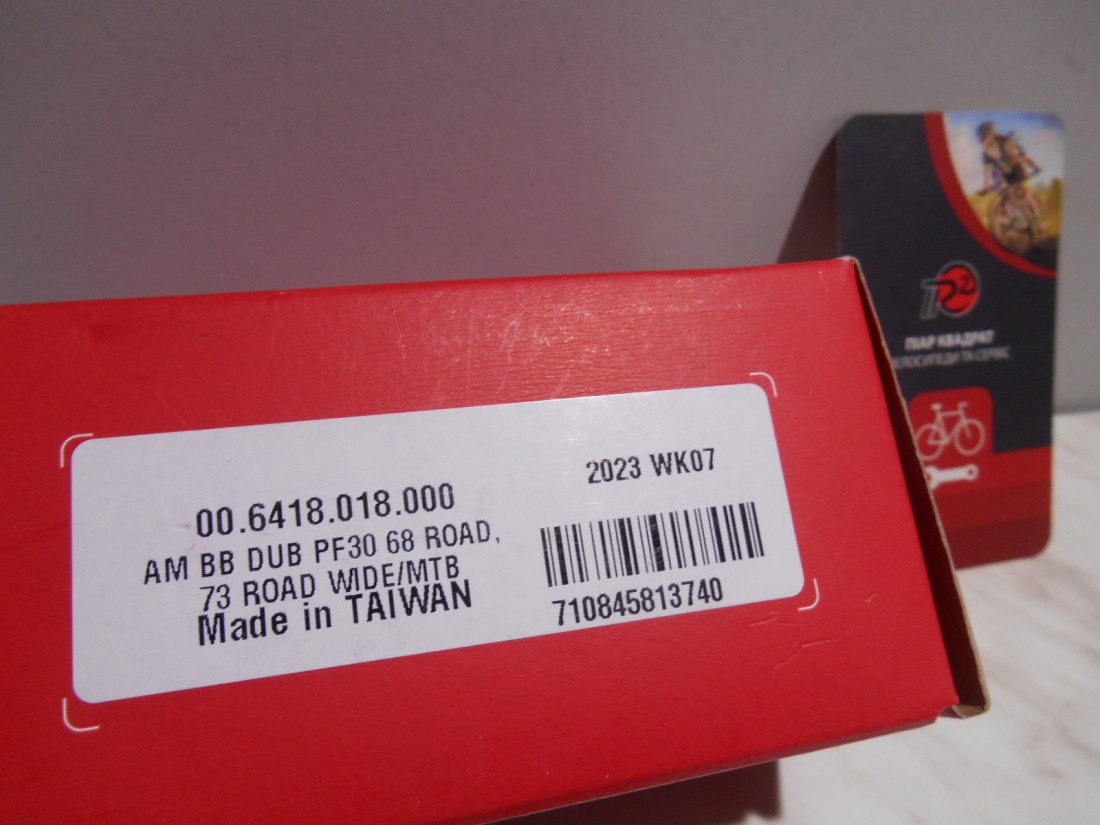 00.6418.018.000
AM BB DUB PF30 68 ROAD,
73 ROAD WIDE/MTB
Made in TAIWAN
2023 WK07
710845813740
ПІАР КВАДРАТ
ТА СЕРВІС